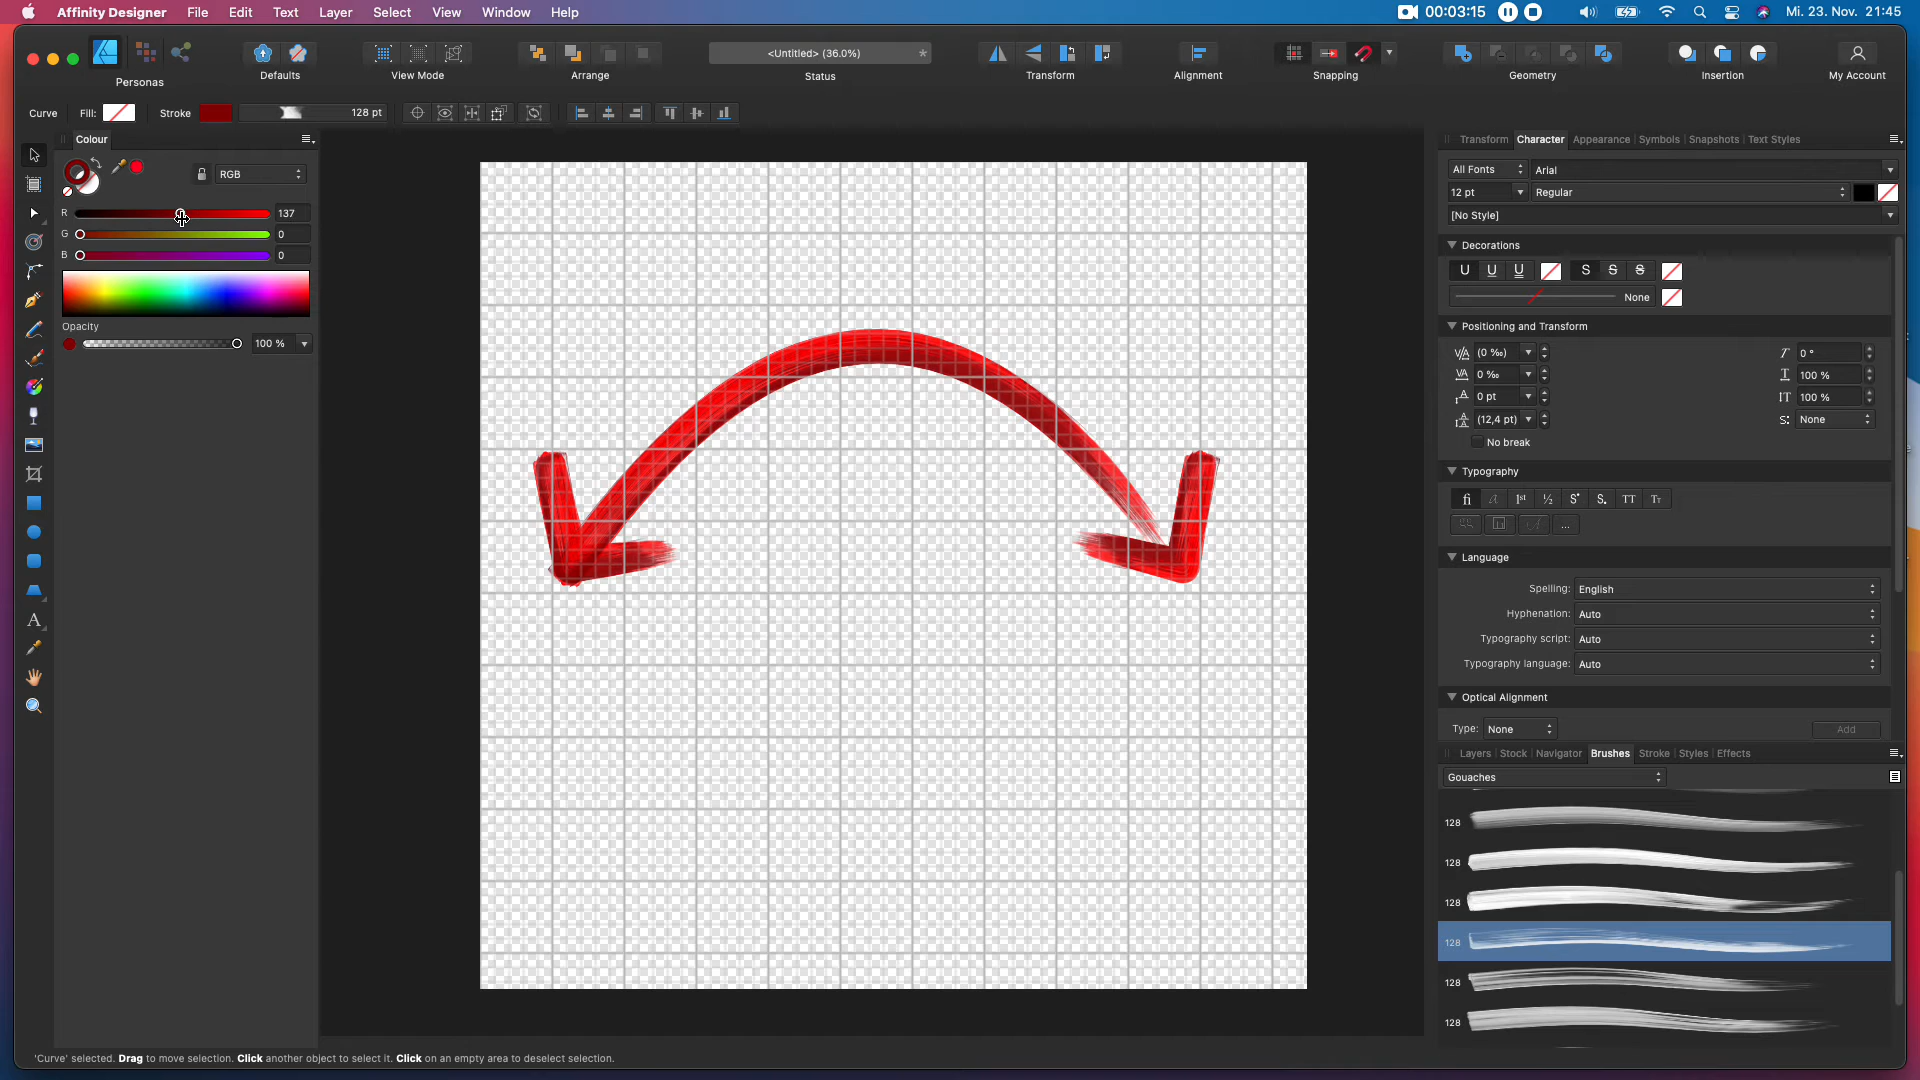 Affinity Designer File Edit Text Layer Select View Window Help 00:03:15 Mi. 23. Nov. 21:45
<Untitled> (36.0%) *
Personas Defaults View Mode Arrange Status Transform Alignment Snapping Geometry Insertion My Account
Curve Fill: Stroke 128 pt
Colour
RGB
R 137
G 0
B 0
Opacity
100 %
A
Transform Character Appearance Symbols Snapshots Text Styles
All Fonts Arial
12 pt Regular
[No Style]
Decorations
U U U S S S
None
Positioning and Transform
(0 ‰) 0 °
0 ‰ 100 %
0 pt 100 %
(12,4 pt) None
No break
Typography
fi a 1st ½ S S TT Tt
...
Language
Spelling: English
Hyphenation: Auto
Typography script: Auto
Typography language: Auto
Optical Alignment
Type: None Add
Layers Stock Navigator Brushes Stroke Styles Effects
Gouaches
128
128
128
128
128
128
'Curve' selected. Drag to move selection. Click another object to select it. Click on an empty area to deselect selection.